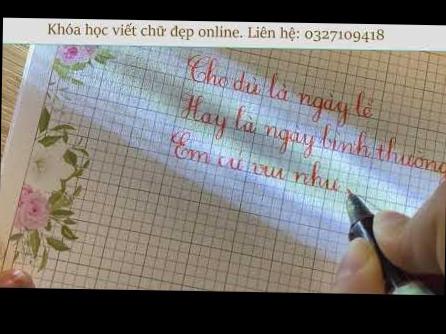 Khóa học viết chữ đẹp online. Liên hệ: 0327109418
Cho dù là ngày lễ
Hay là ngày bình thường
Em cứ vui như